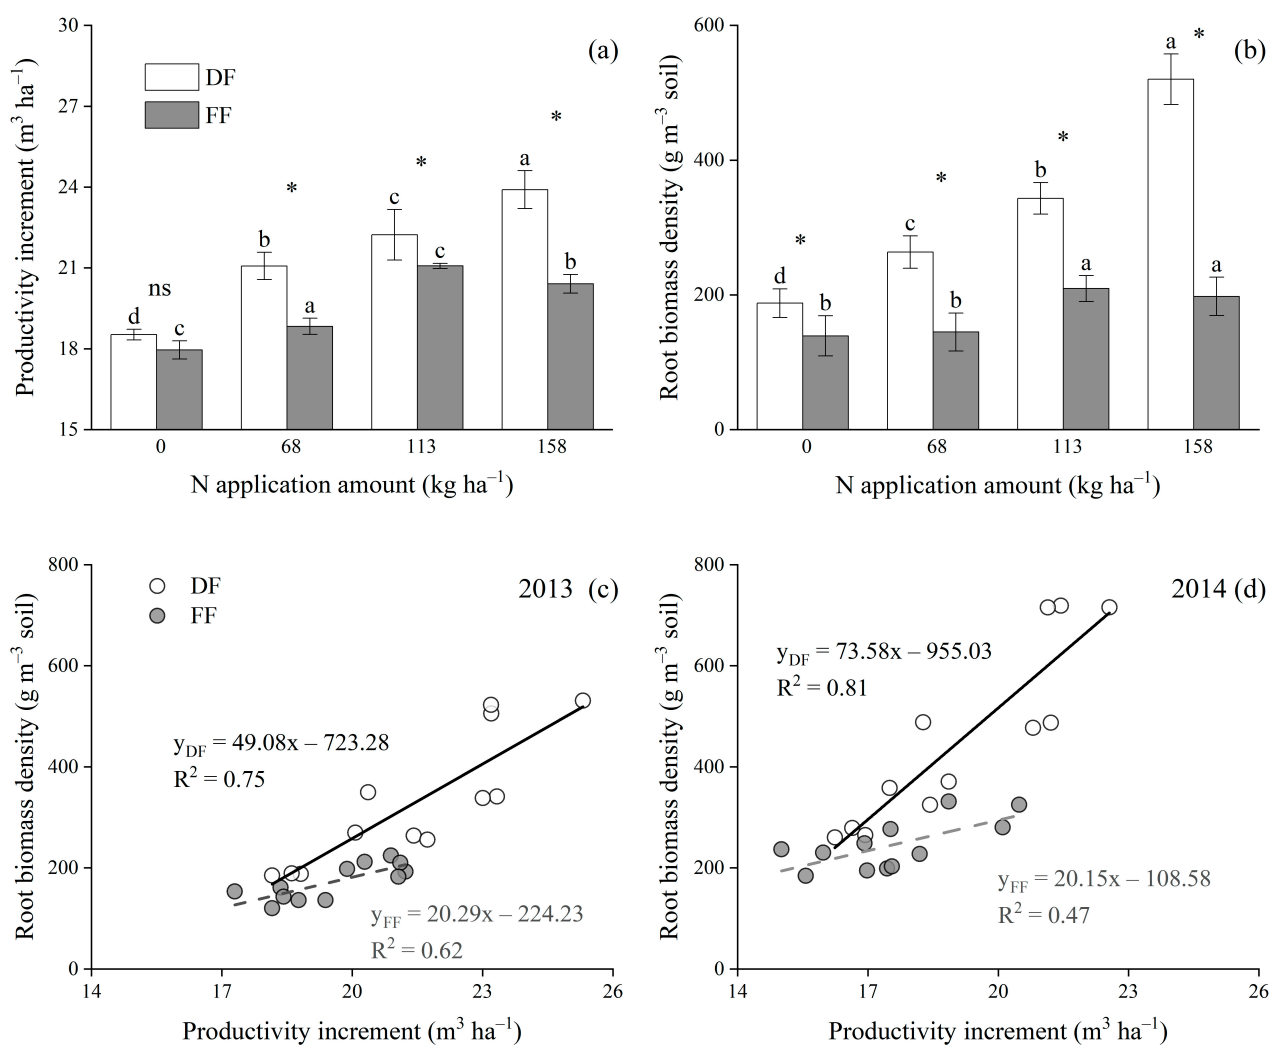 (a)
DF
FF
Productivity increment (m³ ha⁻¹)
30
27
24
21
18
15
d
c
ns
b
a
*
c
c
*
a
b
*
0
68
113
158
N application amount (kg ha⁻¹)
(b)
Root biomass density (g m⁻³ soil)
600
400
200
0
d
b
*
c
b
*
b
a
*
a
a
*
0
68
113
158
N application amount (kg ha⁻¹)
2013 (c)
DF
FF
Root biomass density (g m⁻³ soil)
800
600
400
200
0
y_DF = 49.08x – 723.28
R² = 0.75
y_FF = 20.29x – 224.23
R² = 0.62
14
17
20
23
26
Productivity increment (m³ ha⁻¹)
2014 (d)
Root biomass density (g m⁻³ soil)
800
600
400
200
0
y_DF = 73.58x – 955.03
R² = 0.81
y_FF = 20.15x – 108.58
R² = 0.47
14
17
20
23
26
Productivity increment (m³ ha⁻¹)